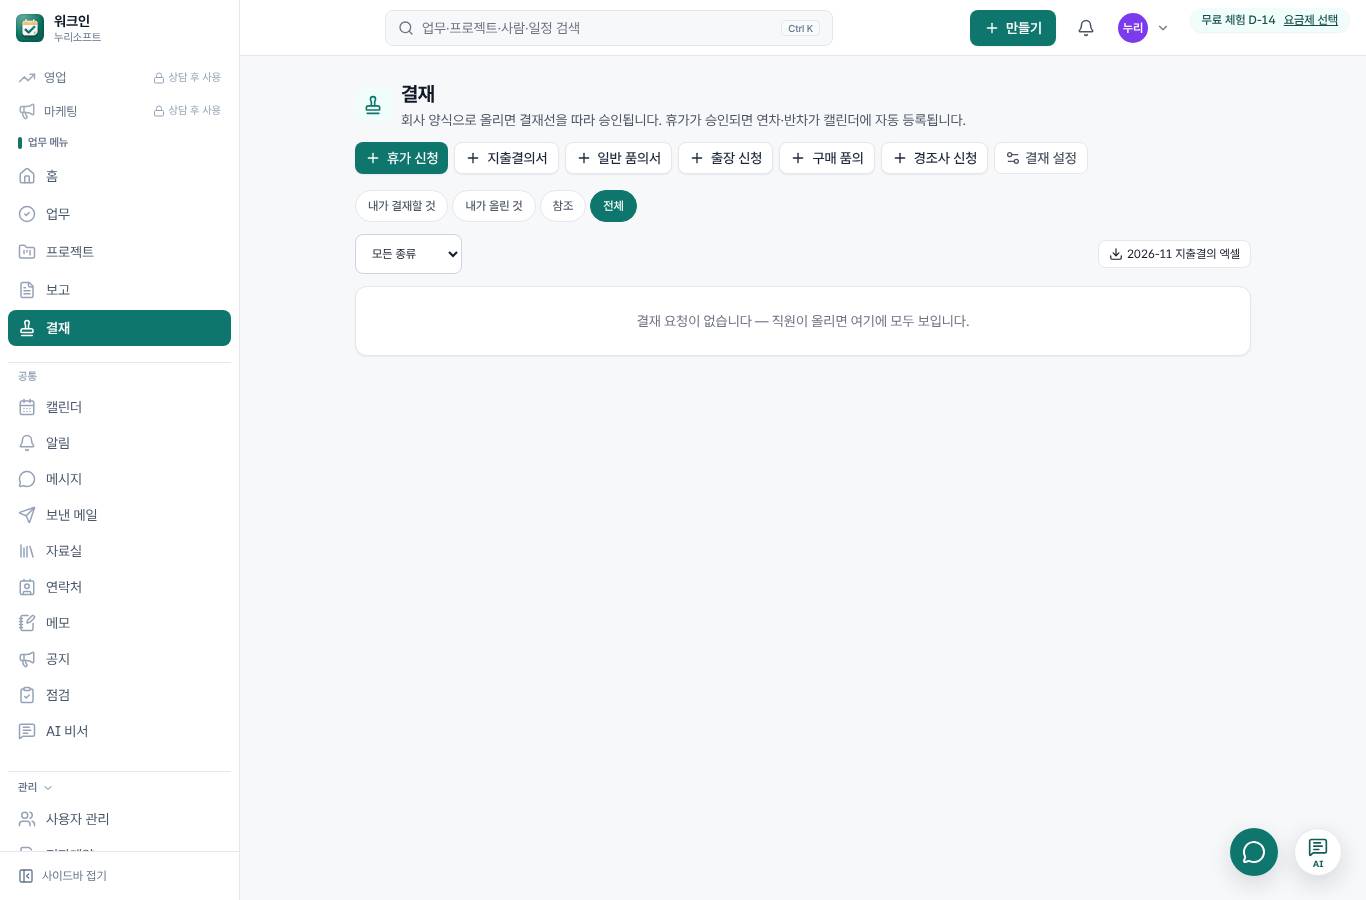 워크인
누리소프트
업무·프로젝트·사람·일정 검색
Ctrl K
만들기
누리
무료 체험 D-14 요금제 선택
영업
상담 후 사용
마케팅
상담 후 사용
업무 메뉴
홈
업무
프로젝트
보고
결재
공통
캘린더
알림
메시지
보낸 메일
자료실
연락처
메모
공지
점검
AI 비서
관리
사용자 관리
사이드바 접기
결재
회사 양식으로 올리면 결재선을 따라 승인됩니다. 휴가가 승인되면 연차·반차가 캘린더에 자동 등록됩니다.
휴가 신청
지출결의서
일반 품의서
출장 신청
구매 품의
경조사 신청
결재 설정
내가 결재할 것
내가 올린 것
참조
전체
모든 종류
2026-11 지출결의 엑셀
결재 요청이 없습니다 — 직원이 올리면 여기에 모두 보입니다.
AI